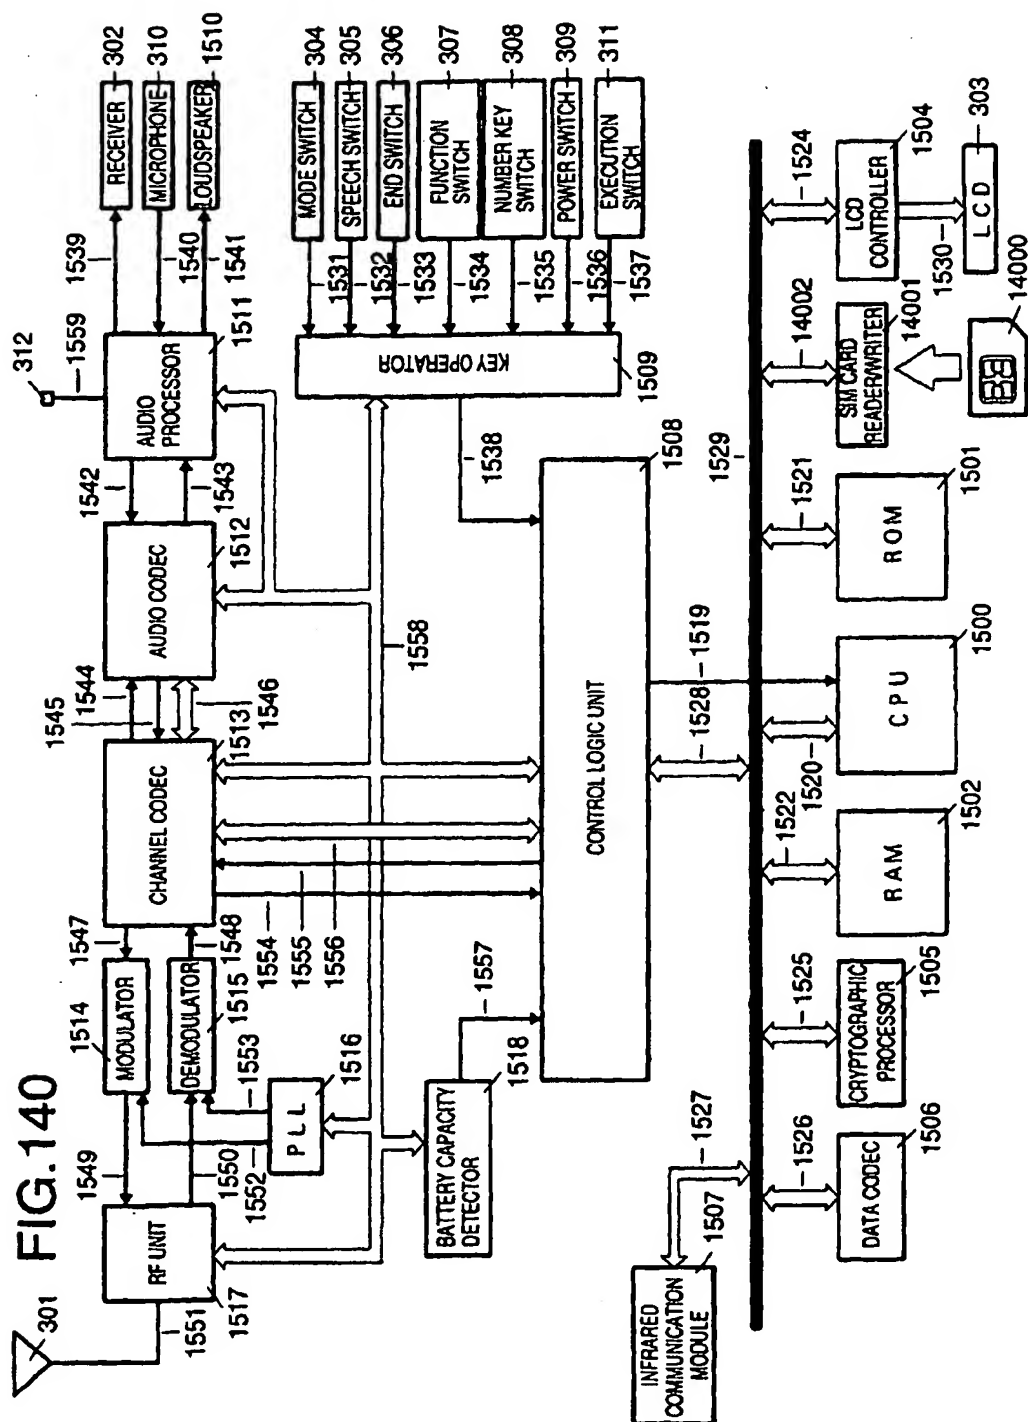 FIG.140
301
1551
RF UNIT
1517
1549
1550
1552
1553
MODULATOR
1514
DEMODULATOR
1515
PLL
1516
1547
1548
CHANNEL CODEC
1513
1545
1544
1546
AUDIO CODEC
1512
1542
1543
AUDIO PROCESSOR
1511
312
1559
1539
1540
1541
RECEIVER
302
MICROPHONE
310
LOUDSPEAKER
1510
MODE SWITCH
304
SPEECH SWITCH
305
END SWITCH
306
FUNCTION SWITCH
307
NUMBER KEY SWITCH
308
POWER SWITCH
309
EXECUTION SWITCH
311
1531
1532
1533
1534
1535
1536
1537
KEY OPERATOR
1509
1538
1558
1554
1555
1556
BATTERY CAPACITY DETECTOR
1518
1557
CONTROL LOGIC UNIT
1508
1528
1519
1529
INFRARED COMMUNICATION MODULE
1507
1527
1526
DATA CODEC
1506
1525
CRYPTOGRAPHIC PROCESSOR
1505
1522
RAM
1502
1520
CPU
1500
1521
ROM
1501
14002
SIM CARD READER/WRITER
14001
14000
1524
LCD CONTROLLER
1504
1530
LCD
303